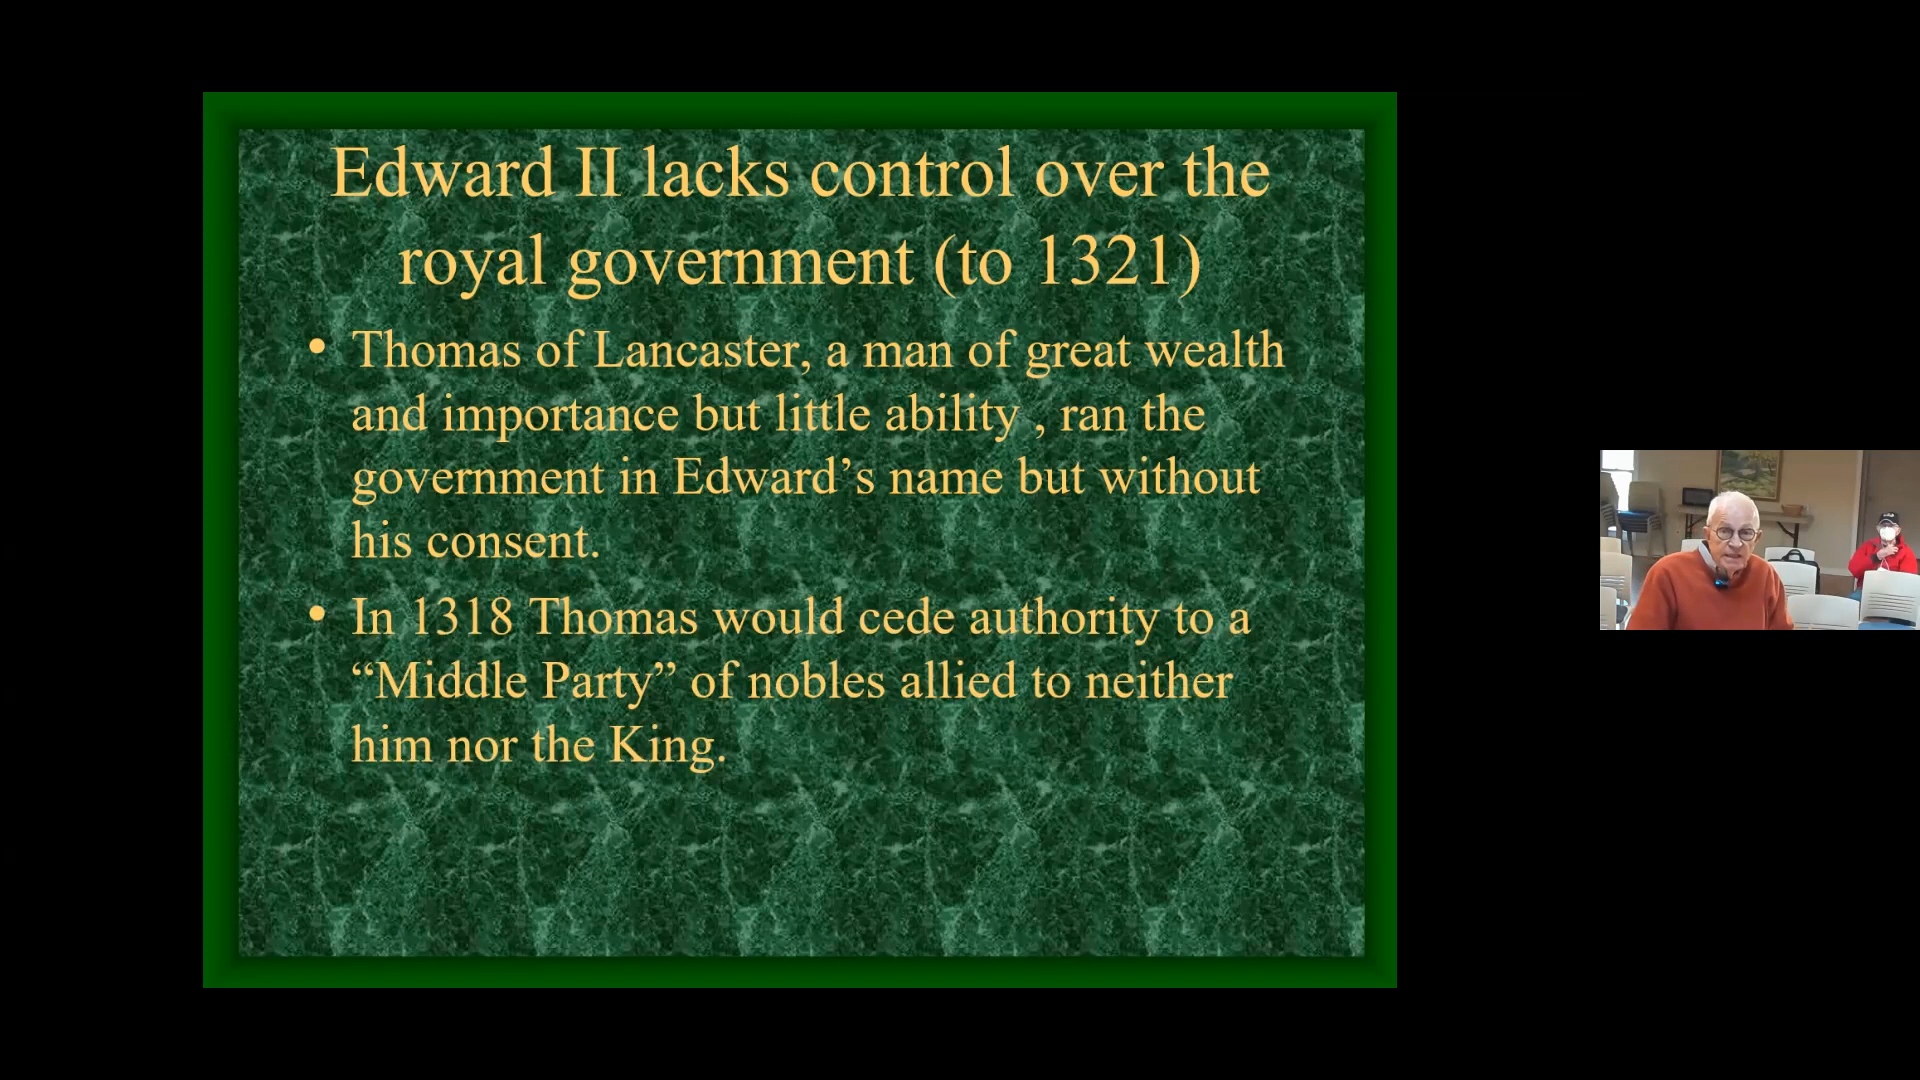 Edward II lacks control over the
royal government (to 1321)
• Thomas of Lancaster, a man of great wealth
and importance but little ability , ran the
government in Edward’s name but without
his consent.
• In 1318 Thomas would cede authority to a
“Middle Party” of nobles allied to neither
him nor the King.